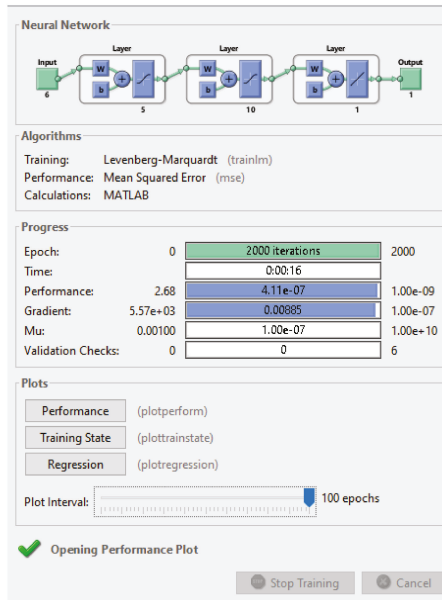 Neural Network
Layer Layer Layer
Input Output
W W W
b b b
6 1
5 10 1
Algorithms
Training: Levenberg-Marquardt (trainlm)
Performance: Mean Squared Error (mse)
Calculations: MATLAB
Progress
Epoch: 0 2000 iterations 2000
Time: 0:00:16
Performance: 2.68 4.11e-07 1.00e-09
Gradient: 5.57e+03 0.00885 1.00e-07
Mu: 0.00100 1.00e-07 1.00e+10
Validation Checks: 0 0 6
Plots
Performance (plotperform)
Training State (plottrainstate)
Regression (plotregression)
Plot Interval: 100 epochs
Opening Performance Plot
Stop Training Cancel